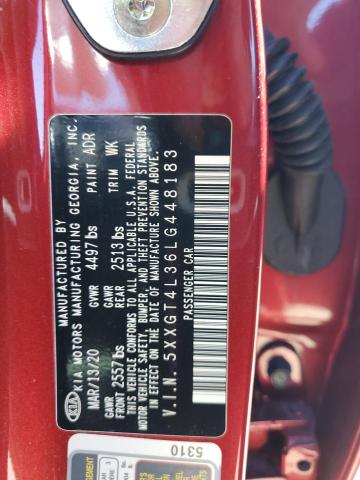 MANUFACTURED BY
KIA KIA MOTORS MANUFACTURING GEORGIA, INC.
MAR/13/20 GVWR 4497 lbs PAINT ADR
GAWR FRONT 2557 lbs GAWR REAR 2513 lbs TRIM WK
THIS VEHICLE CONFORMS TO ALL APPLICABLE U.S.A. FEDERAL
MOTOR VEHICLE SAFETY, BUMPER, AND THEFT PREVENTION STANDARDS
IN EFFECT ON THE DATE OF MANUFACTURE SHOWN ABOVE.
V.I.N. 5XXGT4L36LG448183
PASSENGER CAR
5310